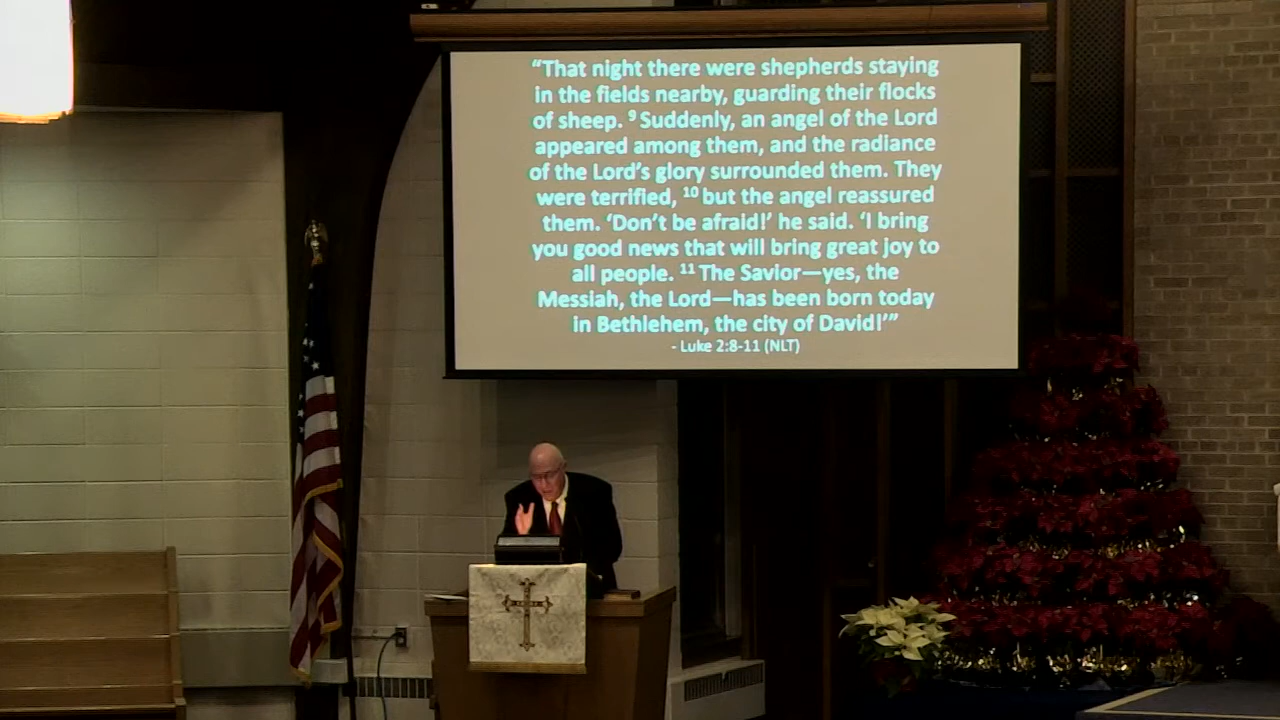 “That night there were shepherds staying
in the fields nearby, guarding their flocks
of sheep. ⁹ Suddenly, an angel of the Lord
appeared among them, and the radiance
of the Lord’s glory surrounded them. They
were terrified, ¹⁰ but the angel reassured
them. ‘Don’t be afraid!’ he said. ‘I bring
you good news that will bring great joy to
all people. ¹¹ The Savior—yes, the
Messiah, the Lord—has been born today
in Bethlehem, the city of David!’”
- Luke 2:8-11 (NLT)